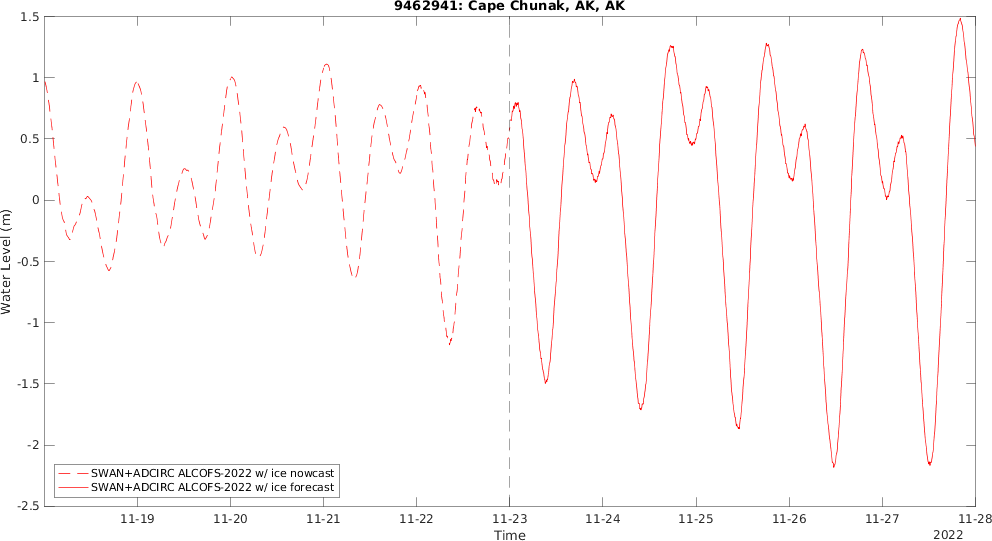 9462941: Cape Chunak, AK, AK
1.5
1
0.5
0
-0.5
-1
-1.5
-2
-2.5
Water Level (m)
SWAN+ADCIRC ALCOFS-2022 w/ ice nowcast
SWAN+ADCIRC ALCOFS-2022 w/ ice forecast
11-19 11-20 11-21 11-22 11-23 11-24 11-25 11-26 11-27 11-28
Time
2022